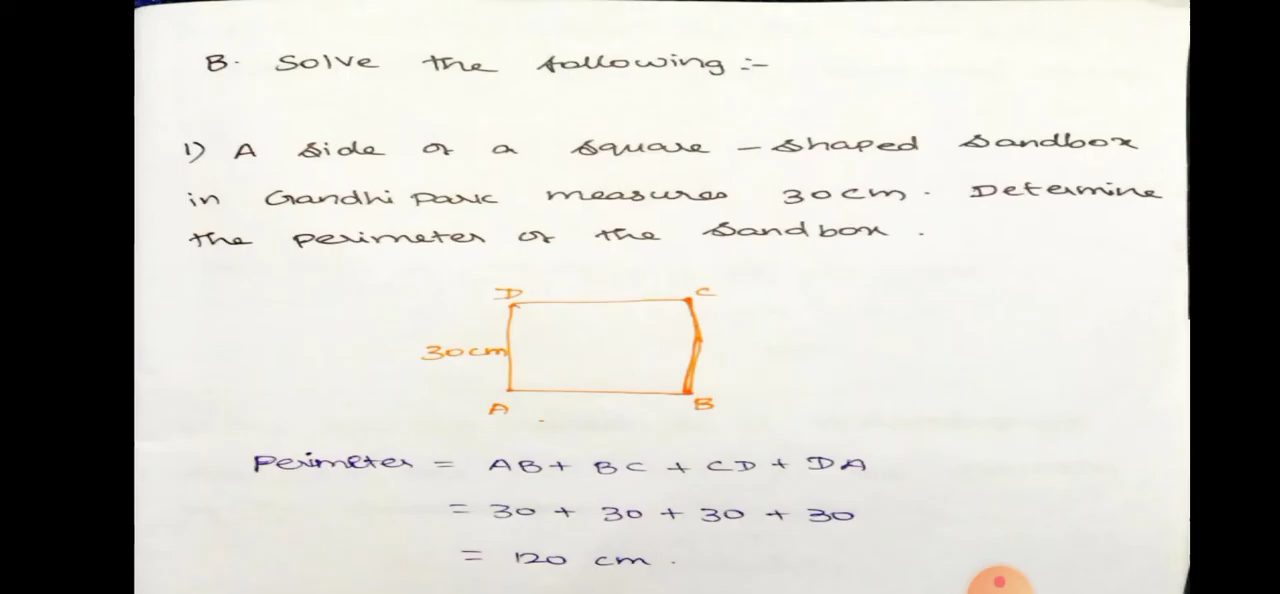 B. Solve the following :-
1) A side of a square - shaped sandbox
in Gandhi Park measures 30cm. Determine
the perimeter of the sandbox.
D
C
30cm
A
B
Perimeter = AB + BC + CD + DA
= 30 + 30 + 30 + 30
= 120 cm.